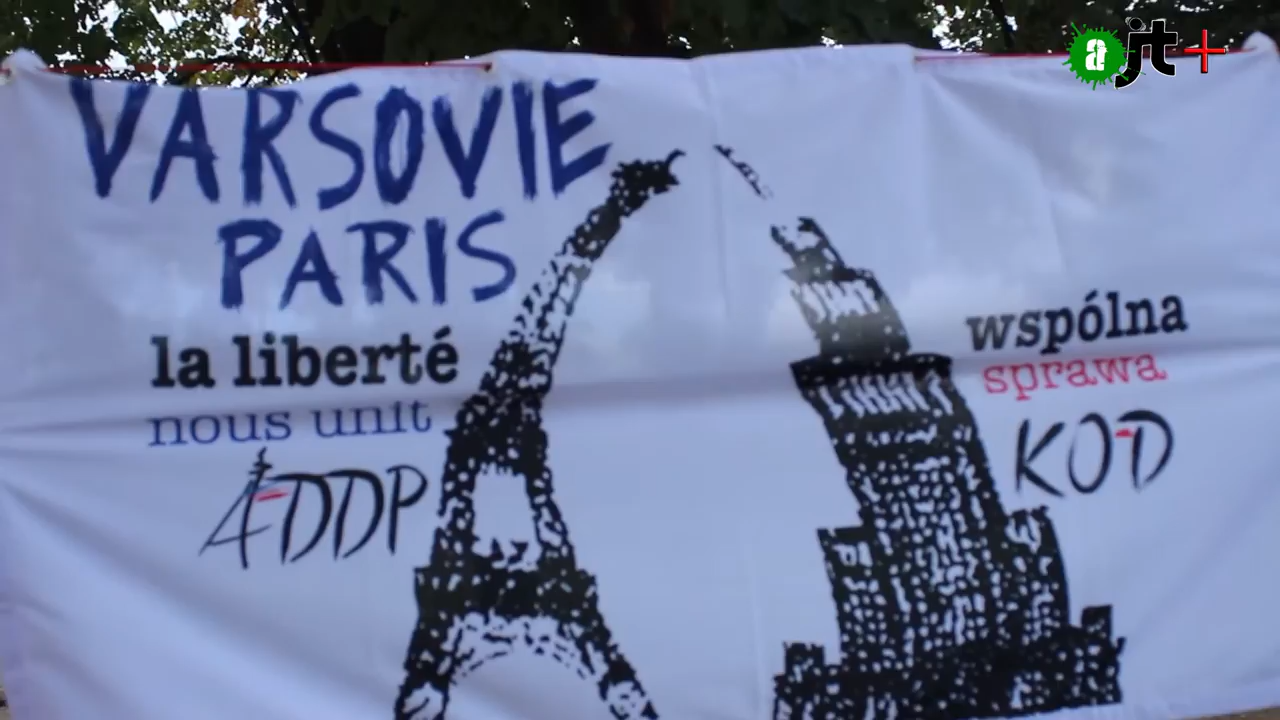 ajt+
VARSOVIE
PARIS
la liberté
nous unit
ADDP
wspólna
sprawa
KOD